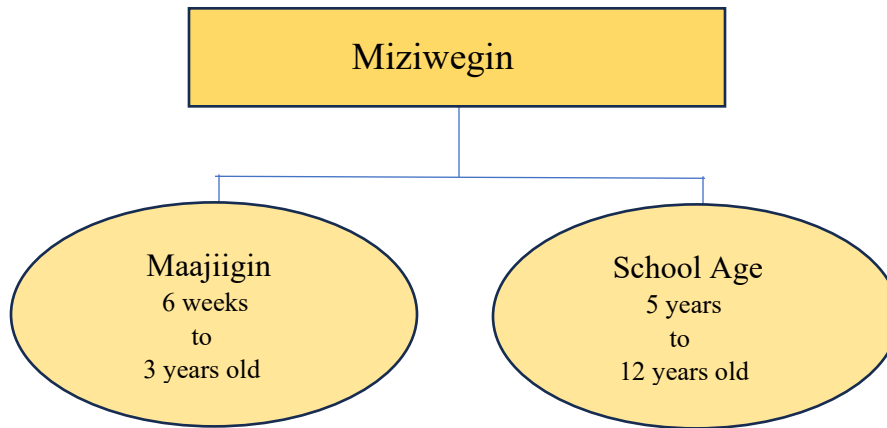 Miziwegin
Maajiigin
6 weeks
to
3 years old
School Age
5 years
to
12 years old